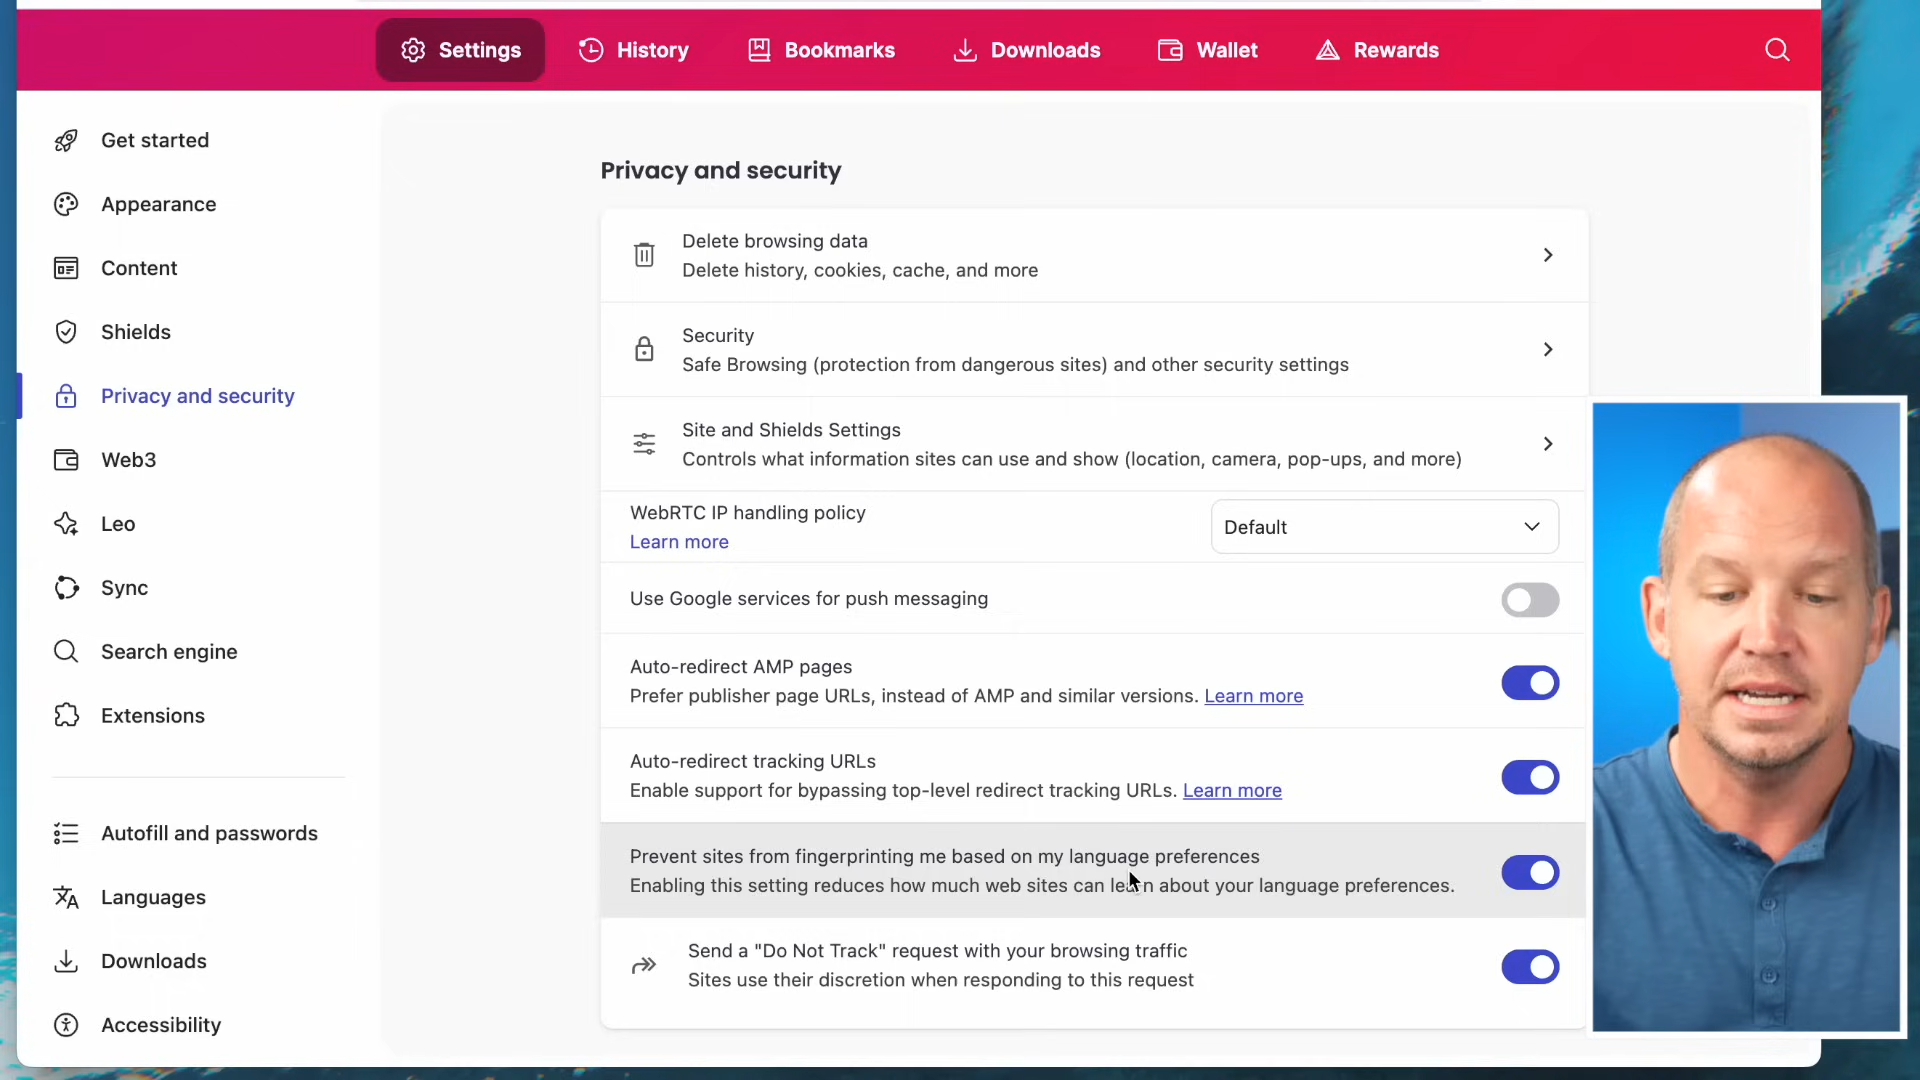 Settings
History
Bookmarks
Downloads
Wallet
Rewards
Get started
Appearance
Content
Shields
Privacy and security
Web3
Leo
Sync
Search engine
Extensions
Autofill and passwords
Languages
Downloads
Accessibility
Privacy and security
Delete browsing data
Delete history, cookies, cache, and more
Security
Safe Browsing (protection from dangerous sites) and other security settings
Site and Shields Settings
Controls what information sites can use and show (location, camera, pop-ups, and more)
WebRTC IP handling policy
Learn more
Default
Use Google services for push messaging
Auto-redirect AMP pages
Prefer publisher page URLs, instead of AMP and similar versions. Learn more
Auto-redirect tracking URLs
Enable support for bypassing top-level redirect tracking URLs. Learn more
Prevent sites from fingerprinting me based on my language preferences
Enabling this setting reduces how much web sites can learn about your language preferences.
Send a "Do Not Track" request with your browsing traffic
Sites use their discretion when responding to this request